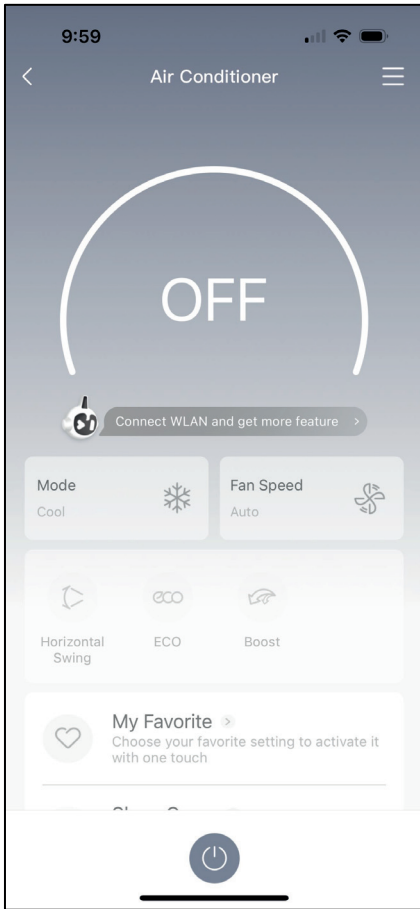 9:59
Air Conditioner
OFF
Connect WLAN and get more feature
Mode
Cool
Fan Speed
Auto
Horizontal
Swing
eco
ECO
Boost
My Favorite
Choose your favorite setting to activate it
with one touch